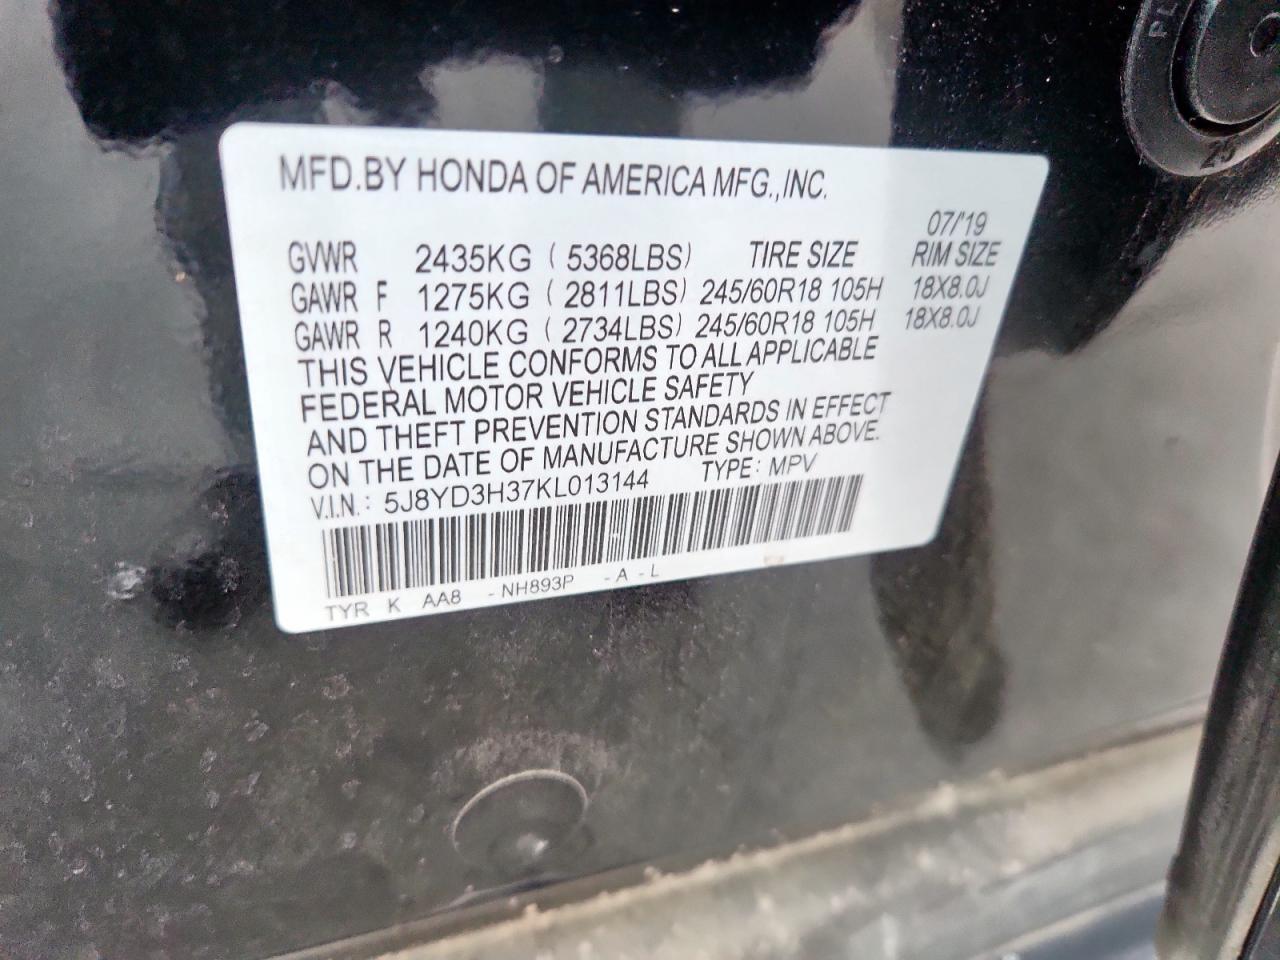 MFD.BY HONDA OF AMERICA MFG.,INC.
07/'19
GVWR 2435KG ( 5368LBS) TIRE SIZE RIM SIZE
GAWR F 1275KG ( 2811LBS) 245/60R18 105H 18X8.0J
GAWR R 1240KG ( 2734LBS) 245/60R18 105H 18X8.0J
THIS VEHICLE CONFORMS TO ALL APPLICABLE
FEDERAL MOTOR VEHICLE SAFETY
AND THEFT PREVENTION STANDARDS IN EFFECT
ON THE DATE OF MANUFACTURE SHOWN ABOVE.
V.I.N.: 5J8YD3H37KL013144 TYPE: MPV
TYR K AA8 -NH893P -A-L